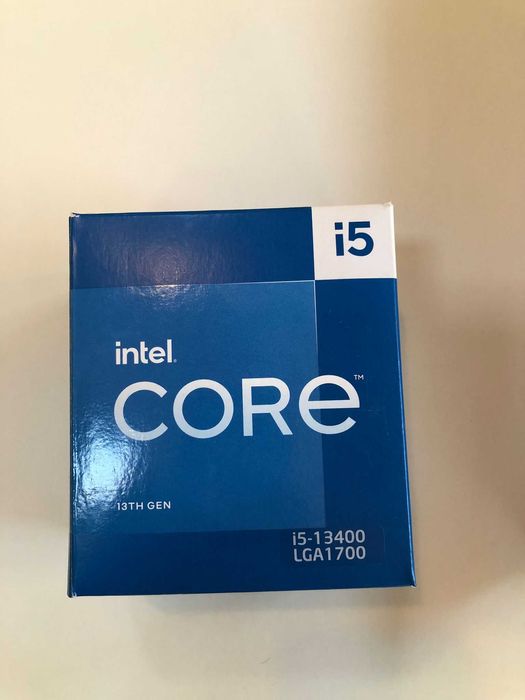 i5
intel.
CORe™
13TH GEN
i5-13400
LGA1700